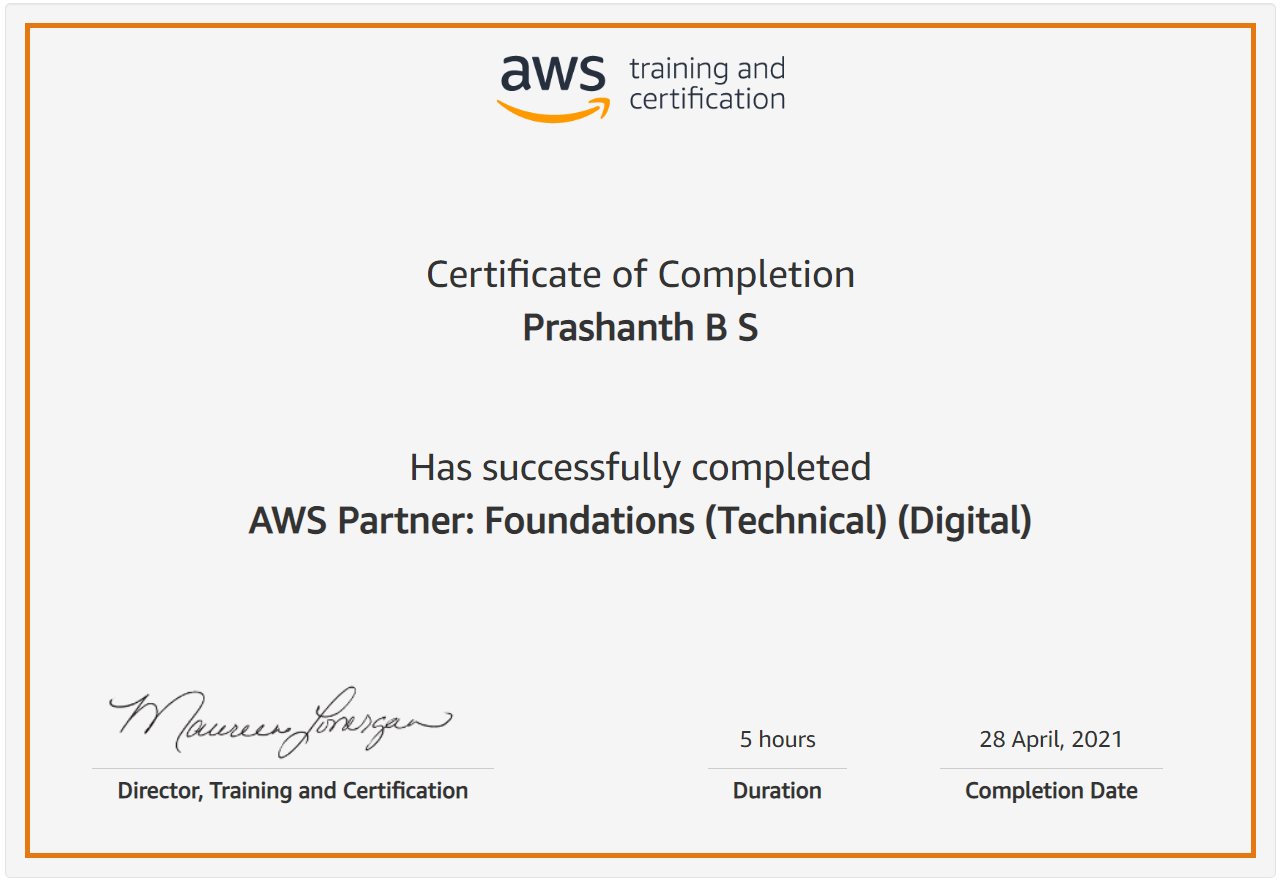 aws training and
certification
Certificate of Completion
Prashanth B S
Has successfully completed
AWS Partner: Foundations (Technical) (Digital)
Maureen Lonergan
5 hours
28 April, 2021
Director, Training and Certification
Duration
Completion Date